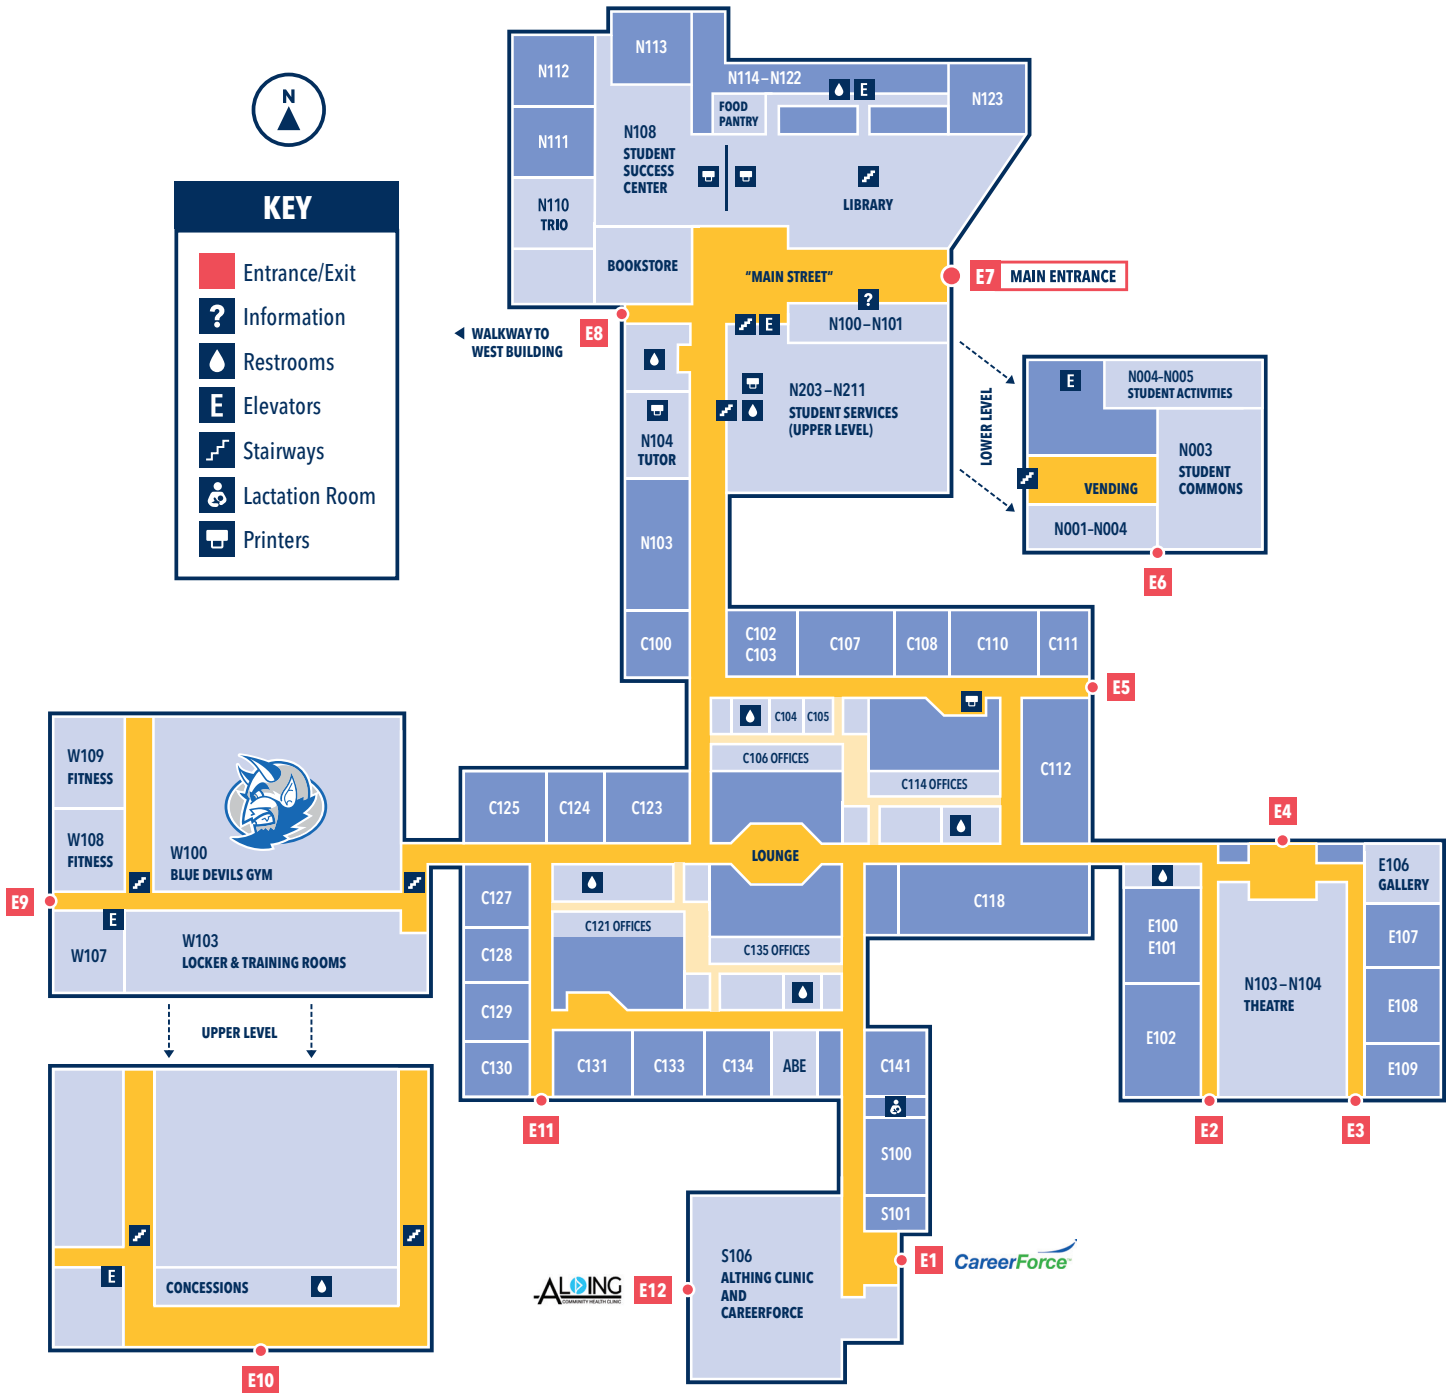 N
KEY
Entrance/Exit
?
Information
Restrooms
E
Elevators
Stairways
Lactation Room
Printers
N113
N112
N114–N122
E
N123
FOOD
PANTRY
N111
N108
STUDENT
SUCCESS
CENTER
N110
TRIO
LIBRARY
BOOKSTORE
"MAIN STREET"
E7
MAIN ENTRANCE
?
E8
WALKWAY TO
WEST BUILDING
E
N100–N101
N203–N211
STUDENT SERVICES
(UPPER LEVEL)
N104
TUTOR
LOWER LEVEL
E
N004–N005
STUDENT ACTIVITIES
N003
STUDENT
COMMONS
VENDING
N001–N004
E6
N103
C100
C102
C103
C107
C108
C110
C111
E5
C104
C105
C106 OFFICES
C114 OFFICES
C112
W109
FITNESS
W108
FITNESS
W100
BLUE DEVILS GYM
C125
C124
C123
LOUNGE
E4
E9
E
W107
W103
LOCKER & TRAINING ROOMS
C127
C128
C129
C130
C121 OFFICES
C135 OFFICES
C118
E100
E101
E102
E106
GALLERY
E107
E108
E109
N103–N104
THEATRE
UPPER LEVEL
C131
C133
C134
ABE
C141
E11
E2
E3
S100
S101
E
CONCESSIONS
E10
S106
ALTHING CLINIC
AND
CAREERFORCE
E1
CareerForce
E12
COMMUNITY HEALTH CLINIC